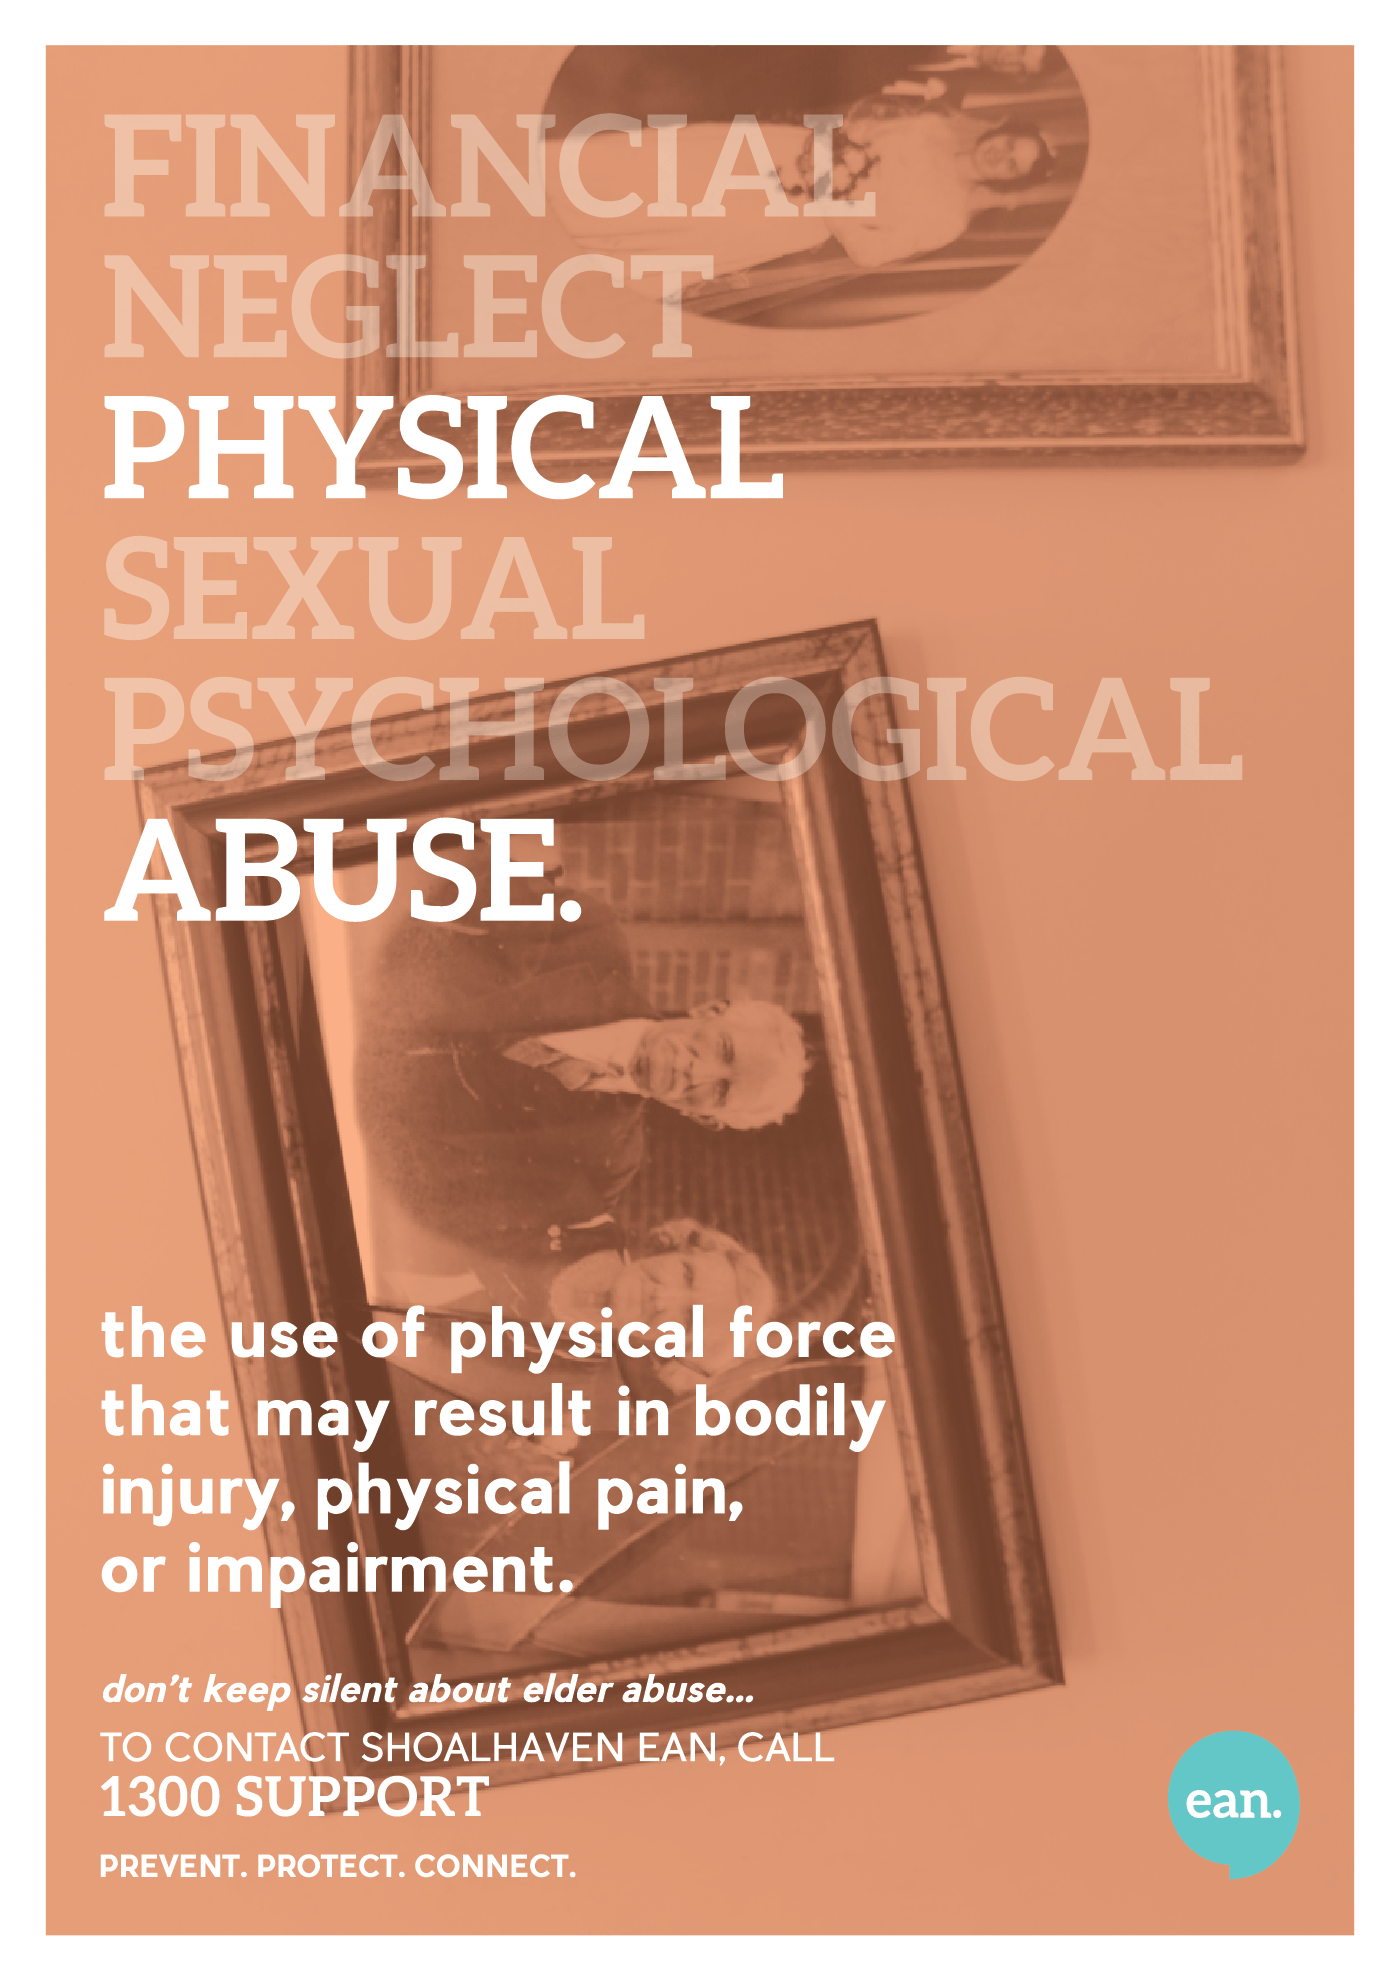 FINANCIAL
NEGLECT
PHYSICAL
SEXUAL
PSYCHOLOGICAL
ABUSE.
the use of physical force
that may result in bodily
injury, physical pain,
or impairment.
don't keep silent about elder abuse...
TO CONTACT SHOALHAVEN EAN, CALL
1300 SUPPORT
PREVENT. PROTECT. CONNECT.
ean.